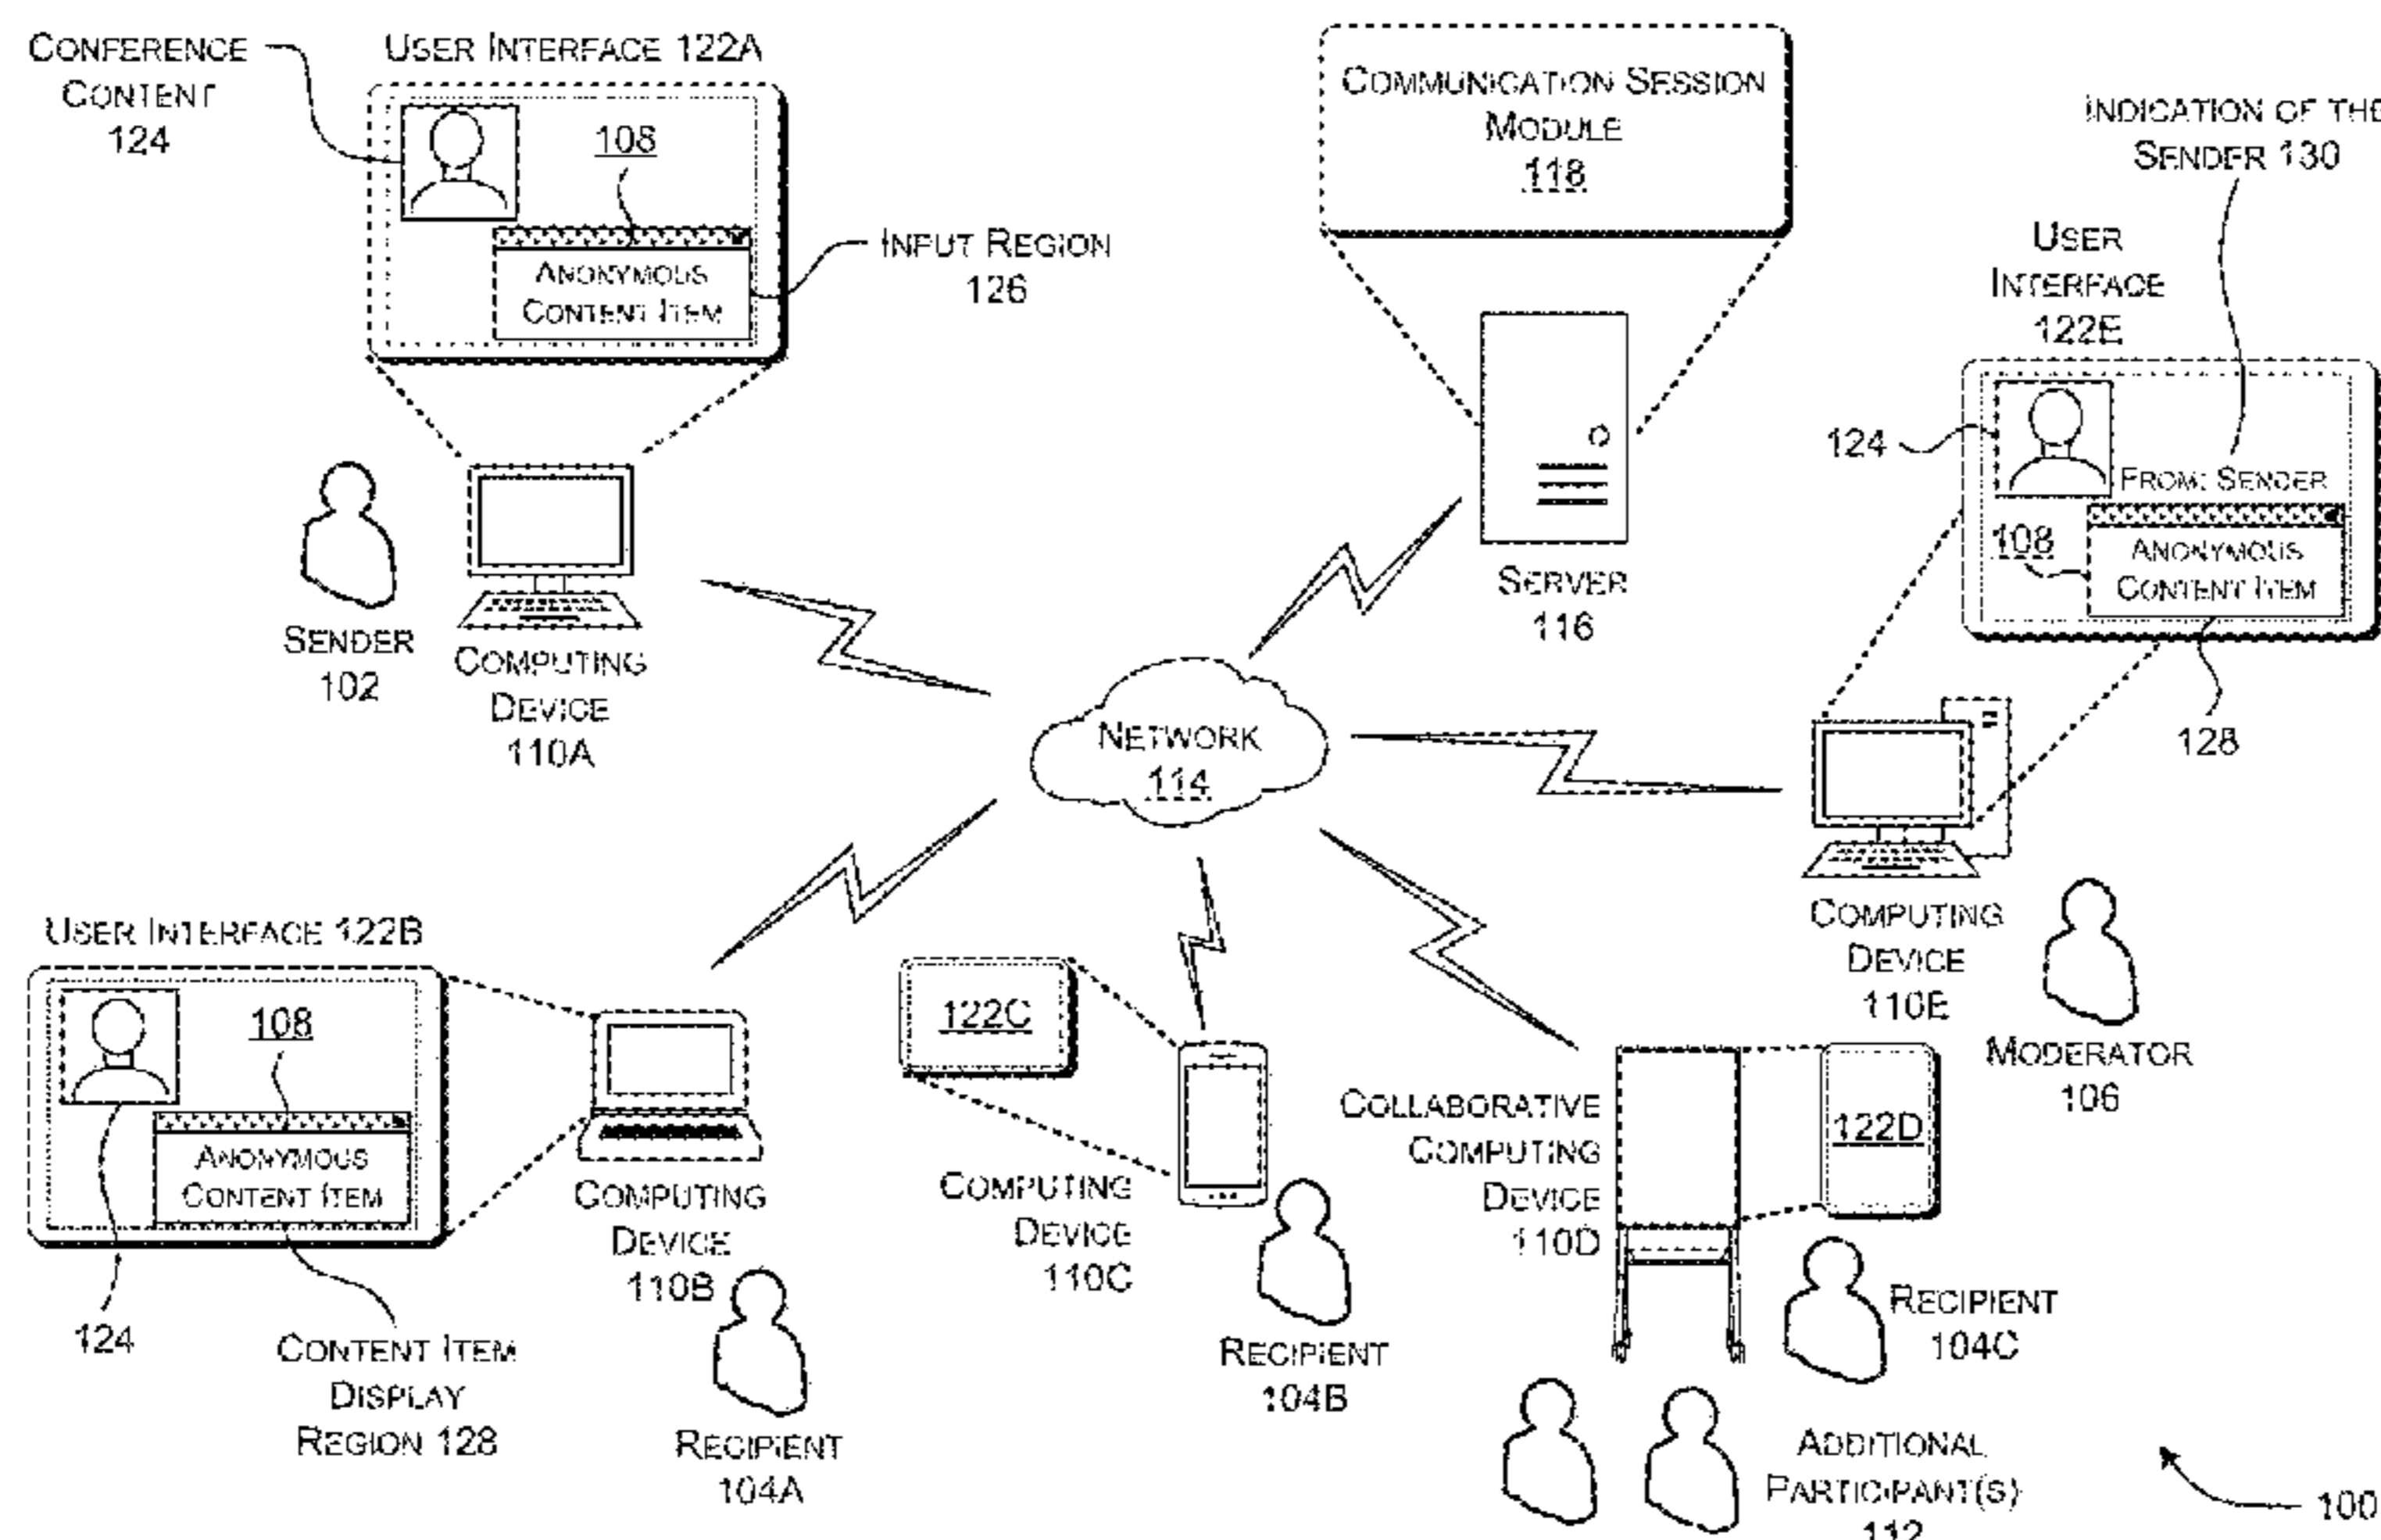 CONFERENCE
CONTENT
124
USER INTERFACE 122A
108
ANONYMOUS
CONTENT ITEM
INPUT REGION
126
COMMUNICATION SESSION
MODULE
118
INDICATION OF THE
SENDER 130
USER
INTERFACE
122E
124
FROM: SENDER
108
ANONYMOUS
CONTENT ITEM
128
SENDER
102
COMPUTING
DEVICE
110A
SERVER
116
NETWORK
114
COMPUTING
DEVICE
110E
MODERATOR
106
USER INTERFACE 122B
108
ANONYMOUS
CONTENT ITEM
124
CONTENT ITEM
DISPLAY
REGION 128
COMPUTING
DEVICE
110B
RECIPIENT
104A
122C
COMPUTING
DEVICE
110C
RECIPIENT
104B
COLLABORATIVE
COMPUTING
DEVICE
110D
122D
RECIPIENT
104C
ADDITIONAL
PARTICIPANT(S)
112
100